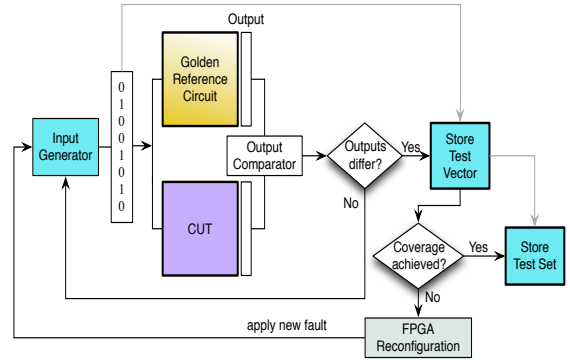 Output
Golden
Reference
Circuit
0
1
0
0
1
0
1
0
Input
Generator
Output
Comparator
Outputs
differ?
Yes
Store
Test
Vector
No
CUT
Coverage
achieved?
Yes
Store
Test Set
No
apply new fault
FPGA
Reconfiguration